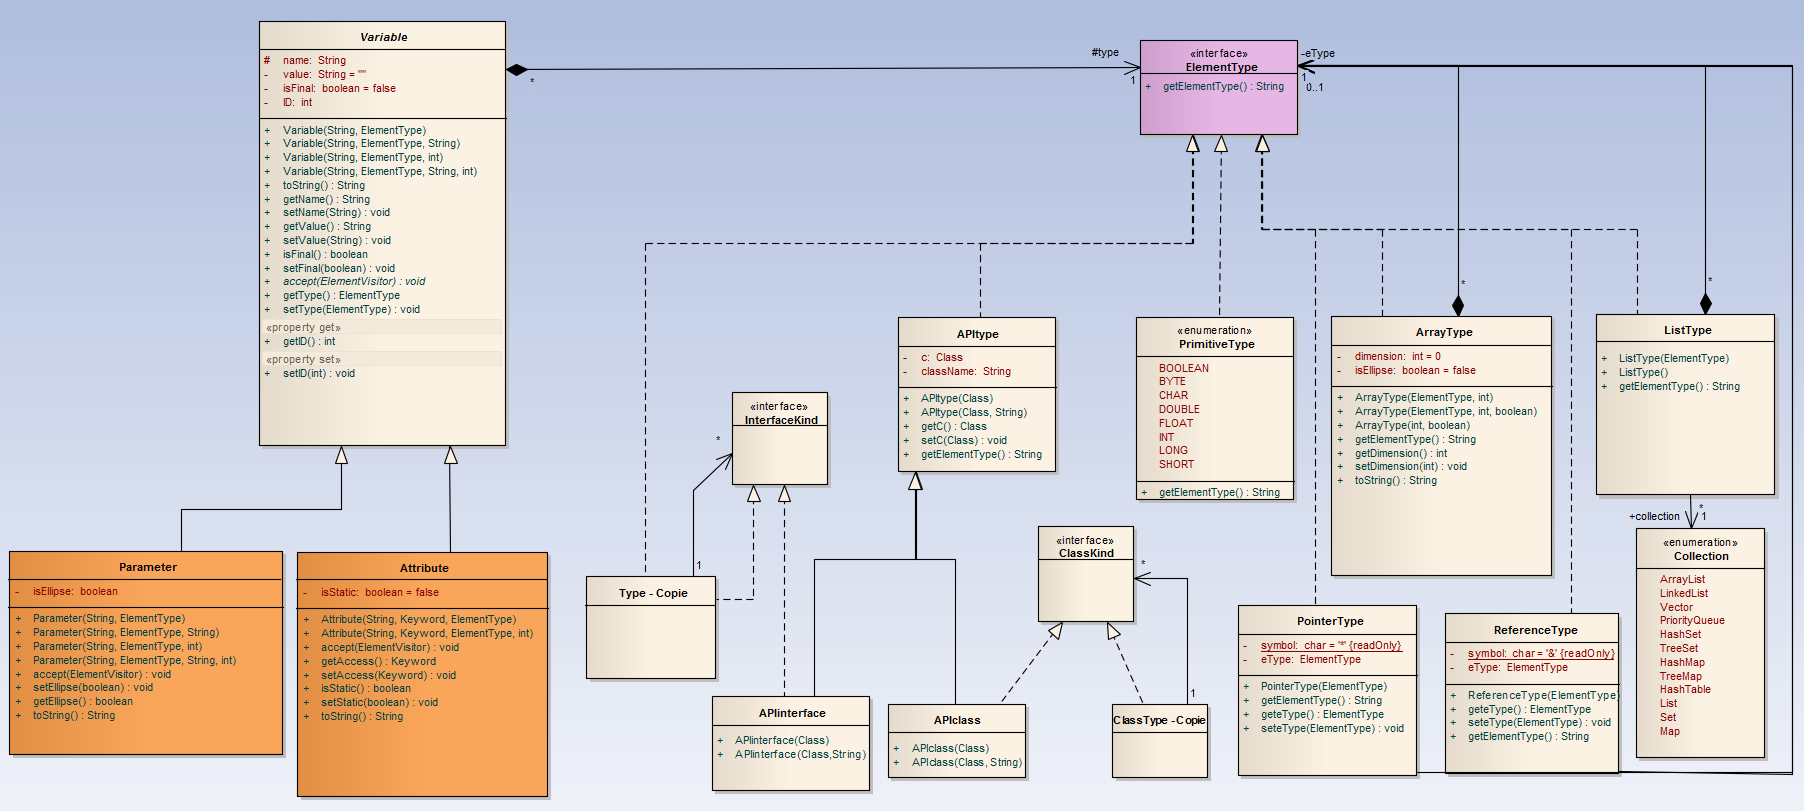 Variable
# name: String
- value: String = ""
- isFinal: boolean = false
- ID: int
+ Variable(String, ElementType)
+ Variable(String, ElementType, String)
+ Variable(String, ElementType, int)
+ Variable(String, ElementType, String, int)
+ toString() : String
+ getName() : String
+ setName(String) : void
+ getValue() : String
+ setValue(String) : void
+ isFinal() : boolean
+ setFinal(boolean) : void
+ accept(ElementVisitor) : void
+ getType() : ElementType
+ setType(ElementType) : void
«property get»
+ getID() : int
«property set»
+ setID(int) : void
*
#type
1
«interface»
ElementType
+ getElementType() : String
-eType
1
0..1
Parameter
- isEllipse: boolean
+ Parameter(String, ElementType)
+ Parameter(String, ElementType, String)
+ Parameter(String, ElementType, int)
+ Parameter(String, ElementType, String, int)
+ accept(ElementVisitor) : void
+ setEllipse(boolean) : void
+ getEllipse() : boolean
+ toString() : String
Attribute
- isStatic: boolean = false
+ Attribute(String, Keyword, ElementType)
+ Attribute(String, Keyword, ElementType, int)
+ accept(ElementVisitor) : void
+ getAccess() : Keyword
+ setAccess(Keyword) : void
+ isStatic() : boolean
+ setStatic(boolean) : void
+ toString() : String
«interface»
InterfaceKind
*
1
Type - Copie
APItype
- c: Class
- className: String
+ APItype(Class)
+ APItype(Class, String)
+ getC() : Class
+ setC(Class) : void
+ getElementType() : String
«enumeration»
PrimitiveType
BOOLEAN
BYTE
CHAR
DOUBLE
FLOAT
INT
LONG
SHORT
+ getElementType() : String
*
ArrayType
- dimension: int = 0
- isEllipse: boolean = false
+ ArrayType(ElementType, int)
+ ArrayType(ElementType, int, boolean)
+ ArrayType(int, boolean)
+ getElementType() : String
+ getDimension() : int
+ setDimension(int) : void
+ toString() : String
*
ListType
+ ListType(ElementType)
+ ListType()
+ getElementType() : String
*
+collection 1
«enumeration»
Collection
ArrayList
LinkedList
Vector
PriorityQueue
HashSet
TreeSet
HashMap
TreeMap
HashTable
List
Set
Map
«interface»
ClassKind
*
1
APIinterface
+ APIinterface(Class)
+ APIinterface(Class,String)
APIclass
+ APIclass(Class)
+ APIclass(Class, String)
ClassType -Copie
PointerType
- symbol: char = '*' {readOnly}
- eType: ElementType
+ PointerType(ElementType)
+ getElementType() : String
+ geteType() : ElementType
+ seteType(ElementType) : void
ReferenceType
- symbol: char = '&' {readOnly}
- eType: ElementType
+ ReferenceType(ElementType)
+ geteType() : ElementType
+ seteType(ElementType) : void
+ getElementType() : String